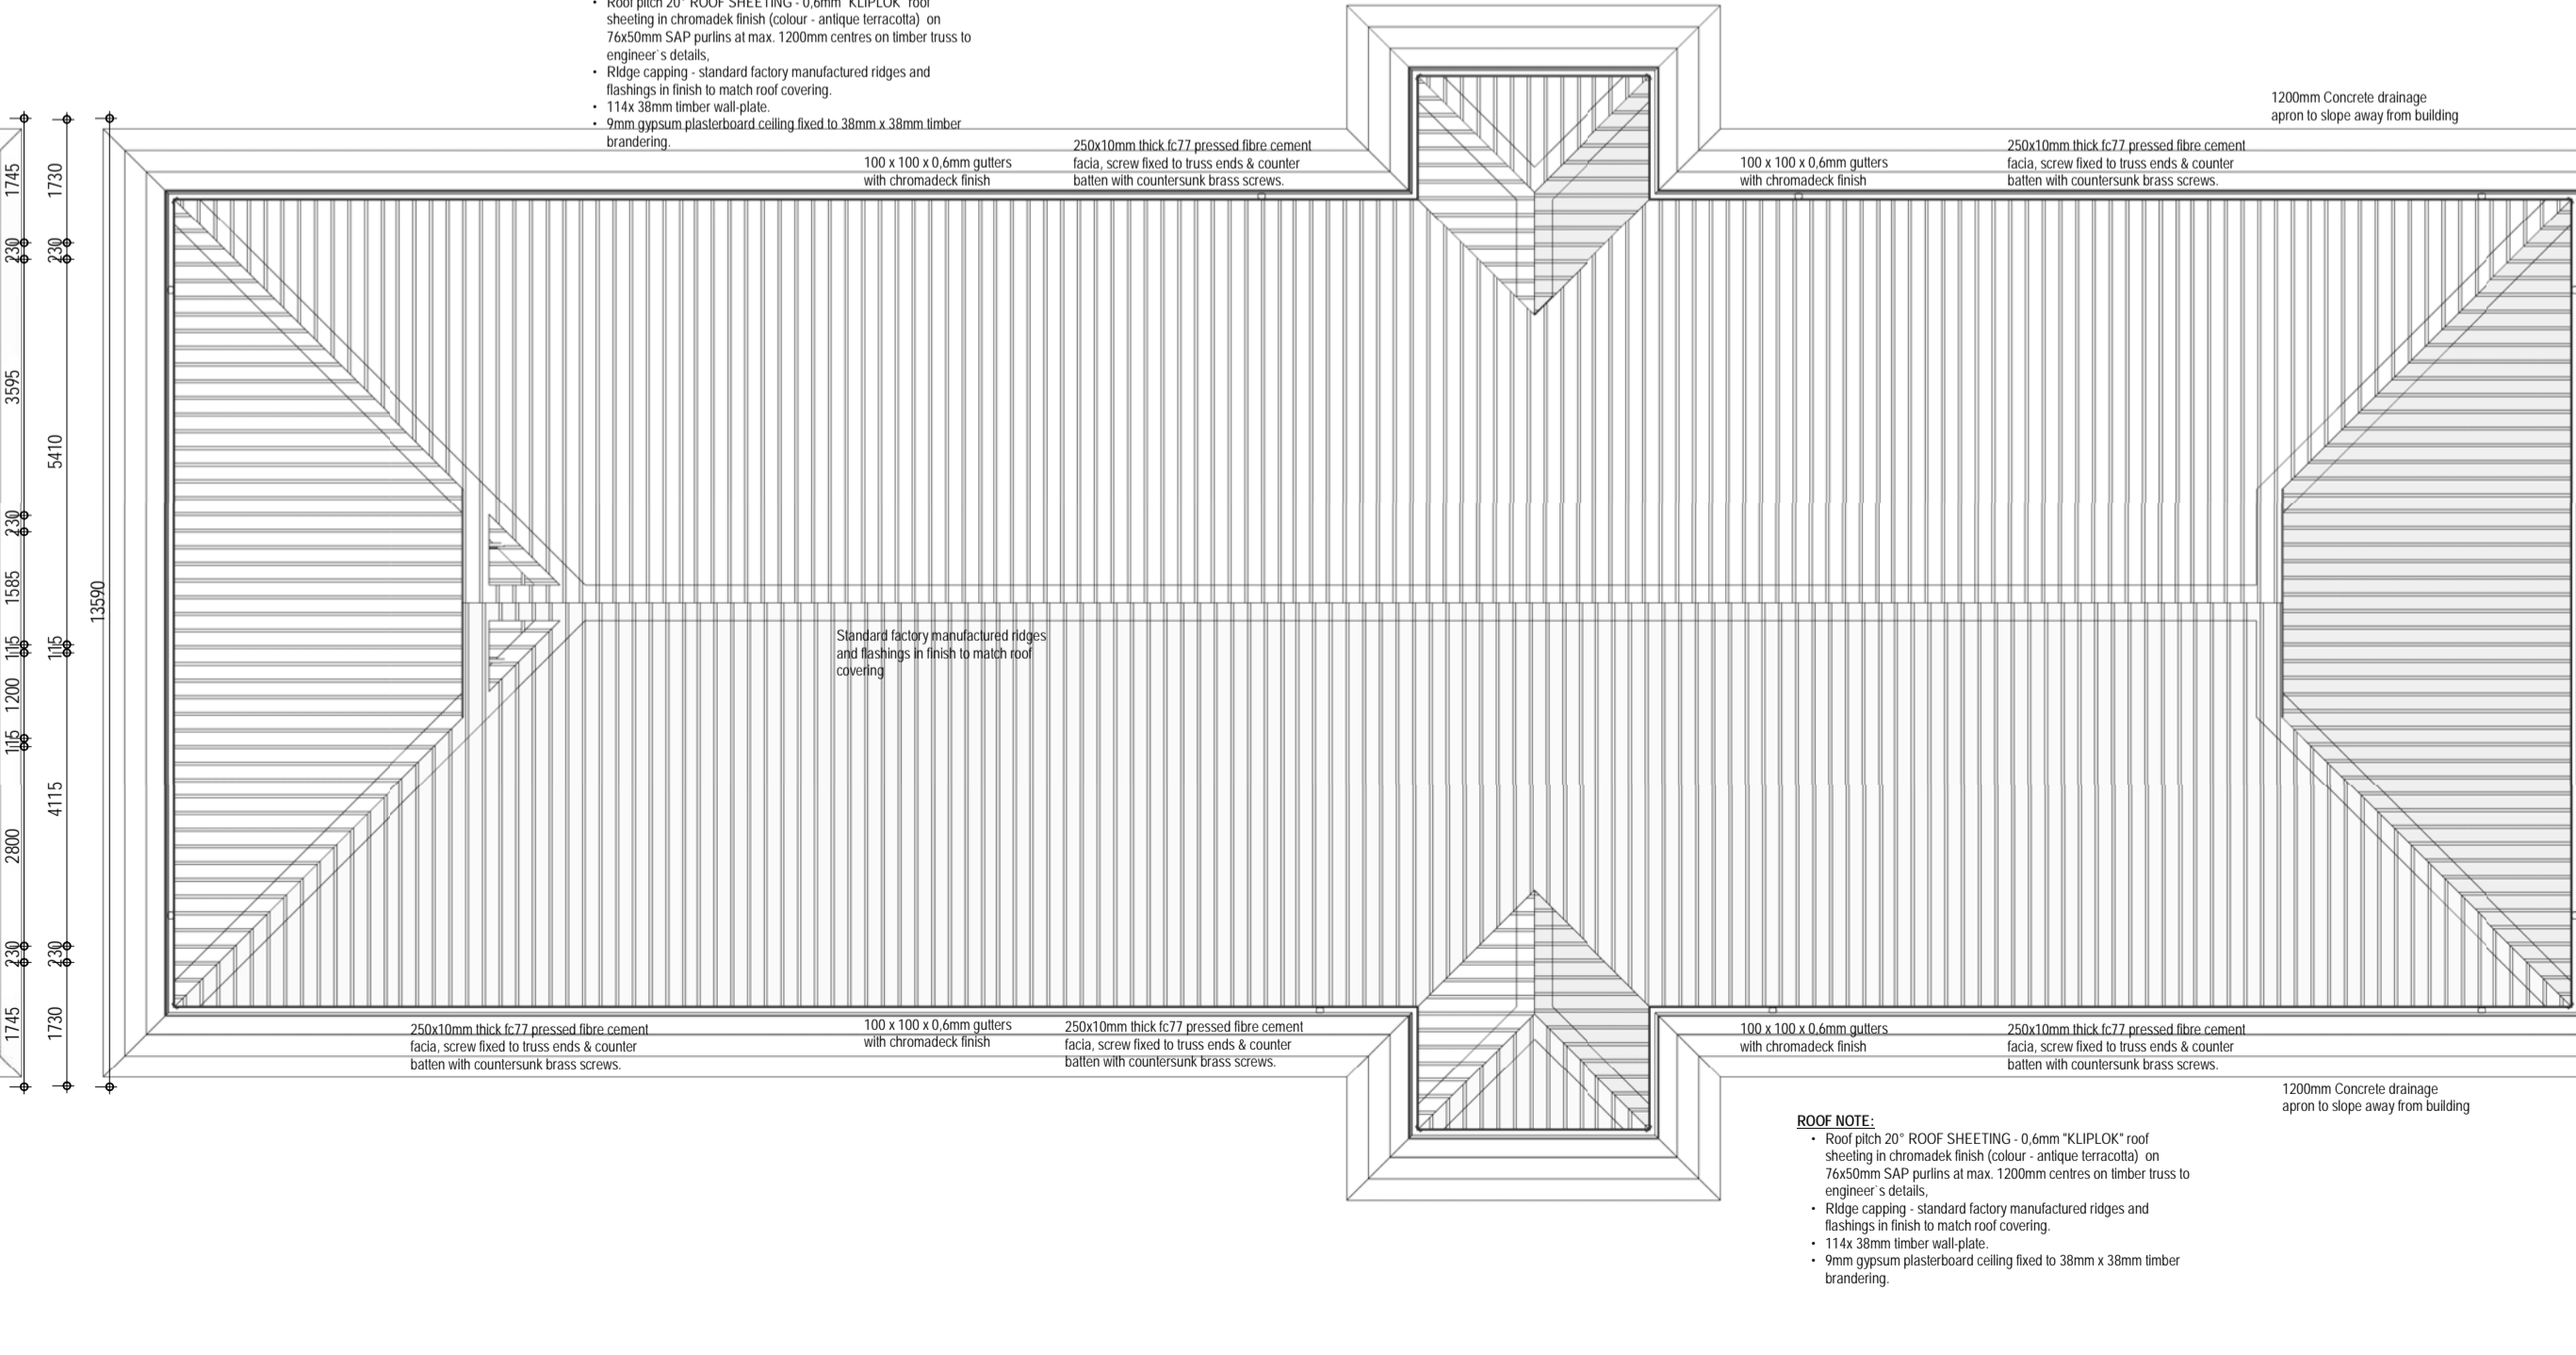 • Roof pitch 20° ROOF SHEETING - 0,6mm "KLIPLOK" roof
sheeting in chromadek finish (colour - antique terracotta) on
76x50mm SAP purlins at max. 1200mm centres on timber truss to
engineer`s details,
• RIdge capping - standard factory manufactured ridges and
flashings in finish to match roof covering.
• 114x 38mm timber wall-plate.
• 9mm gypsum plasterboard ceiling fixed to 38mm x 38mm timber
brandering.
100 x 100 x 0,6mm gutters
with chromadeck finish
250x10mm thick fc77 pressed fibre cement
facia, screw fixed to truss ends & counter
batten with countersunk brass screws.
100 x 100 x 0,6mm gutters
with chromadeck finish
250x10mm thick fc77 pressed fibre cement
facia, screw fixed to truss ends & counter
batten with countersunk brass screws.
1200mm Concrete drainage
apron to slope away from building
1745
230
3595
230
1585
115
1200
115
2800
230
1745
1730
230
5410
115
4115
230
1730
13590
Standard factory manufactured ridges
and flashings in finish to match roof
covering
250x10mm thick fc77 pressed fibre cement
facia, screw fixed to truss ends & counter
batten with countersunk brass screws.
100 x 100 x 0,6mm gutters
with chromadeck finish
250x10mm thick fc77 pressed fibre cement
facia, screw fixed to truss ends & counter
batten with countersunk brass screws.
100 x 100 x 0,6mm gutters
with chromadeck finish
250x10mm thick fc77 pressed fibre cement
facia, screw fixed to truss ends & counter
batten with countersunk brass screws.
1200mm Concrete drainage
apron to slope away from building
ROOF NOTE:
• Roof pitch 20° ROOF SHEETING - 0,6mm "KLIPLOK" roof
sheeting in chromadek finish (colour - antique terracotta) on
76x50mm SAP purlins at max. 1200mm centres on timber truss to
engineer`s details,
• RIdge capping - standard factory manufactured ridges and
flashings in finish to match roof covering.
• 114x 38mm timber wall-plate.
• 9mm gypsum plasterboard ceiling fixed to 38mm x 38mm timber
brandering.